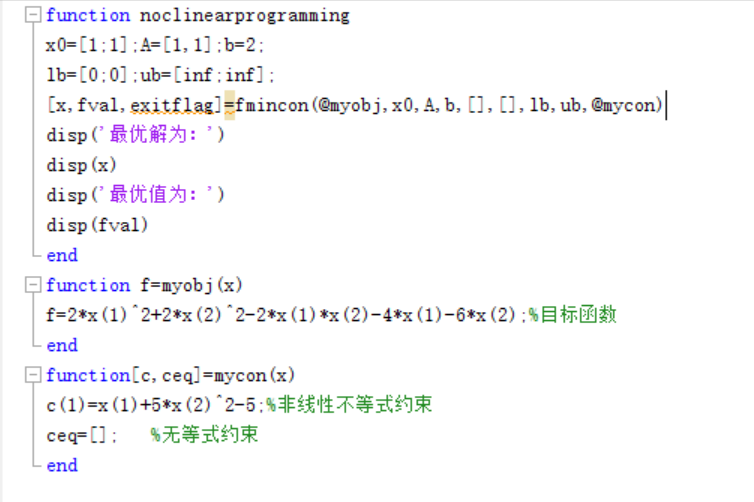 function noclinearprogramming
x0=[1;1];A=[1,1];b=2;
lb=[0;0];ub=[inf;inf];
[x,fval,exitflag]=fmincon(@myobj,x0,A,b,[],[],lb,ub,@mycon)
disp('最优解为：')
disp(x)
disp('最优值为：')
disp(fval)
end
function f=myobj(x)
f=2*x(1)^2+2*x(2)^2-2*x(1)*x(2)-4*x(1)-6*x(2);%目标函数
end
function[c,ceq]=mycon(x)
c(1)=x(1)+5*x(2)^2-5;%非线性不等式约束
ceq=[];   %无等式约束
end